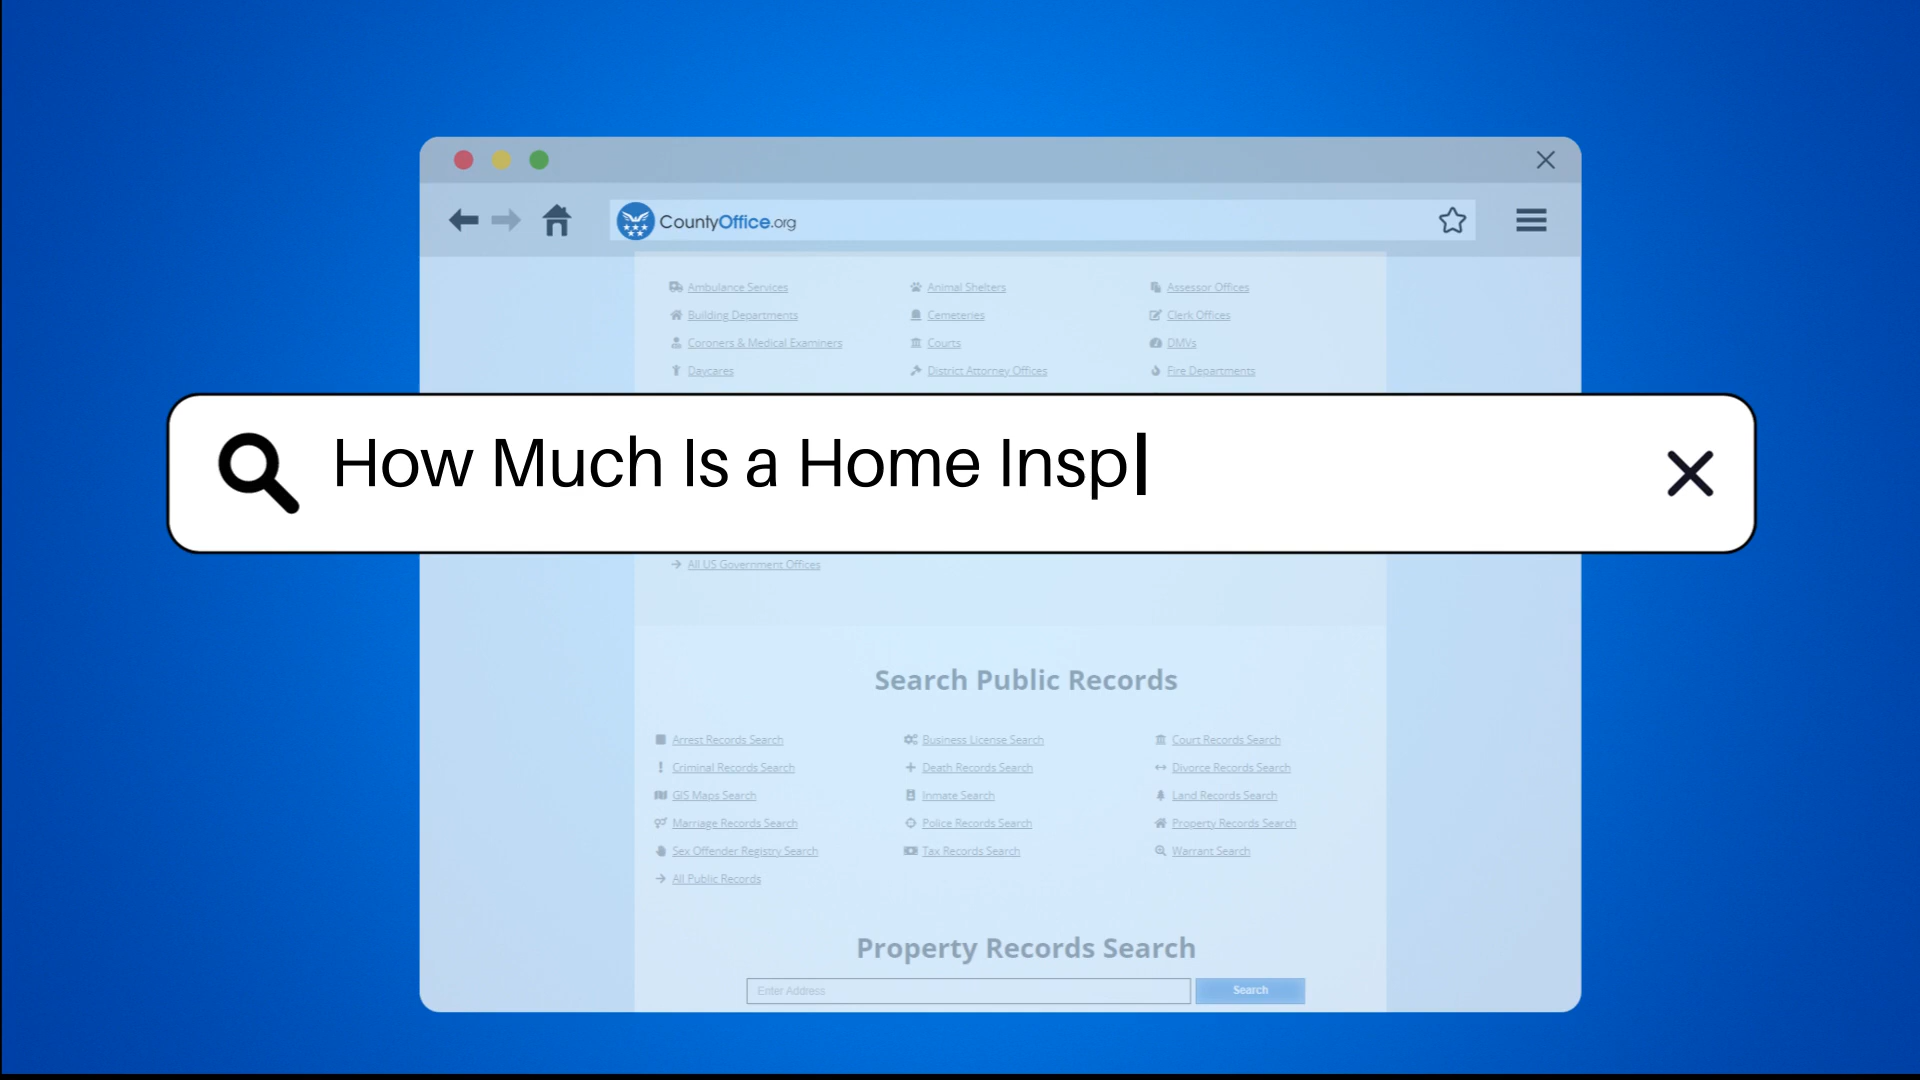 CountyOffice.org
Ambulance Services Animal Shelters Assessor Offices
Building Departments Cemeteries Clerk Offices
Coroners & Medical Examiners Courts DMVs
Daycares District Attorney Offices Fire Departments
How Much Is a Home Insp
All US Government Offices
Search Public Records
Arrest Records Search Business License Search Court Records Search
Criminal Records Search Death Records Search Divorce Records Search
GIS Maps Search Inmate Search Land Records Search
Marriage Records Search Police Records Search Property Records Search
Sex Offender Registry Search Tax Records Search Warrant Search
All Public Records
Property Records Search
Enter Address Search